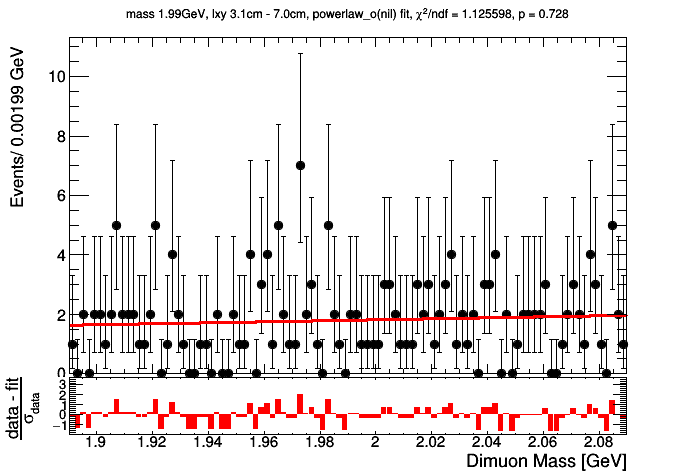 mass 1.99GeV, lxy 3.1cm - 7.0cm, powerlaw_o(nil) fit, χ²/ndf = 1.125598, p = 0.728
Events/ 0.00199 GeV
10
8
6
4
2
0
data - fit
σdata
3
2
1
0
−1
1.9 1.92 1.94 1.96 1.98 2 2.02 2.04 2.06 2.08
Dimuon Mass [GeV]